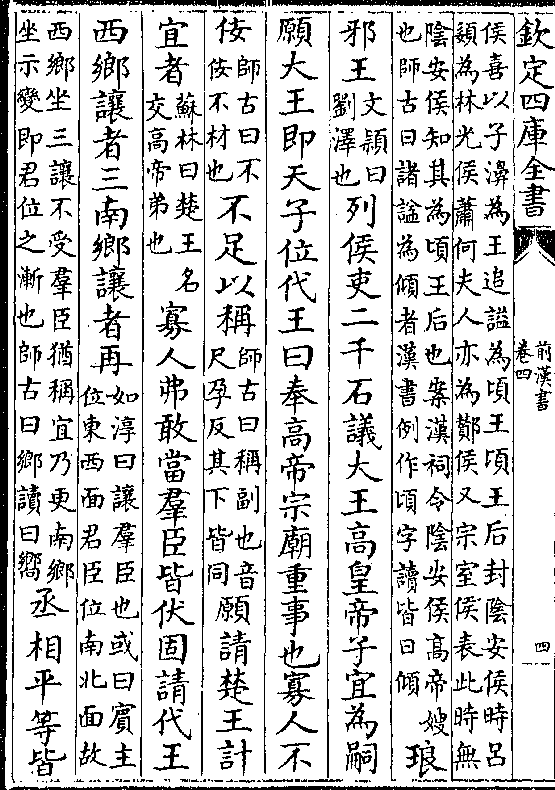 欽定四庫全書
前漢書
卷四
四
侯喜以子濞為王追謚為頃王頃王后封陰安侯時呂
頵為林光侯蕭何夫人亦為酇侯又宗室侯表此時無
陰安侯知其為頃王后也案漢祠令陰安侯高帝嫂
也師古曰諸謚為傾者漢書例作頃字讀皆曰傾
琅
邪王
文穎曰
劉澤也
列侯吏二千石議大王高皇帝子宜為嗣
願大王即天子位代王曰奉高帝宗廟重事也寡人不
佞
師古曰不
佞不材也
不足以稱
師古曰稱副也音
尺孕反其下皆同
願請楚王計
宜者
蘇林曰楚王名
交高帝弟也
寡人弗敢當羣臣皆伏固請代王
西鄉讓者三南鄉讓者再
如淳曰讓羣臣也或曰賓主
位東西面君臣位南北面故
西鄉坐三讓不受羣臣猶稱宜乃更南鄉
坐示變即君位之漸也師古曰鄉讀曰嚮
丞相平等皆